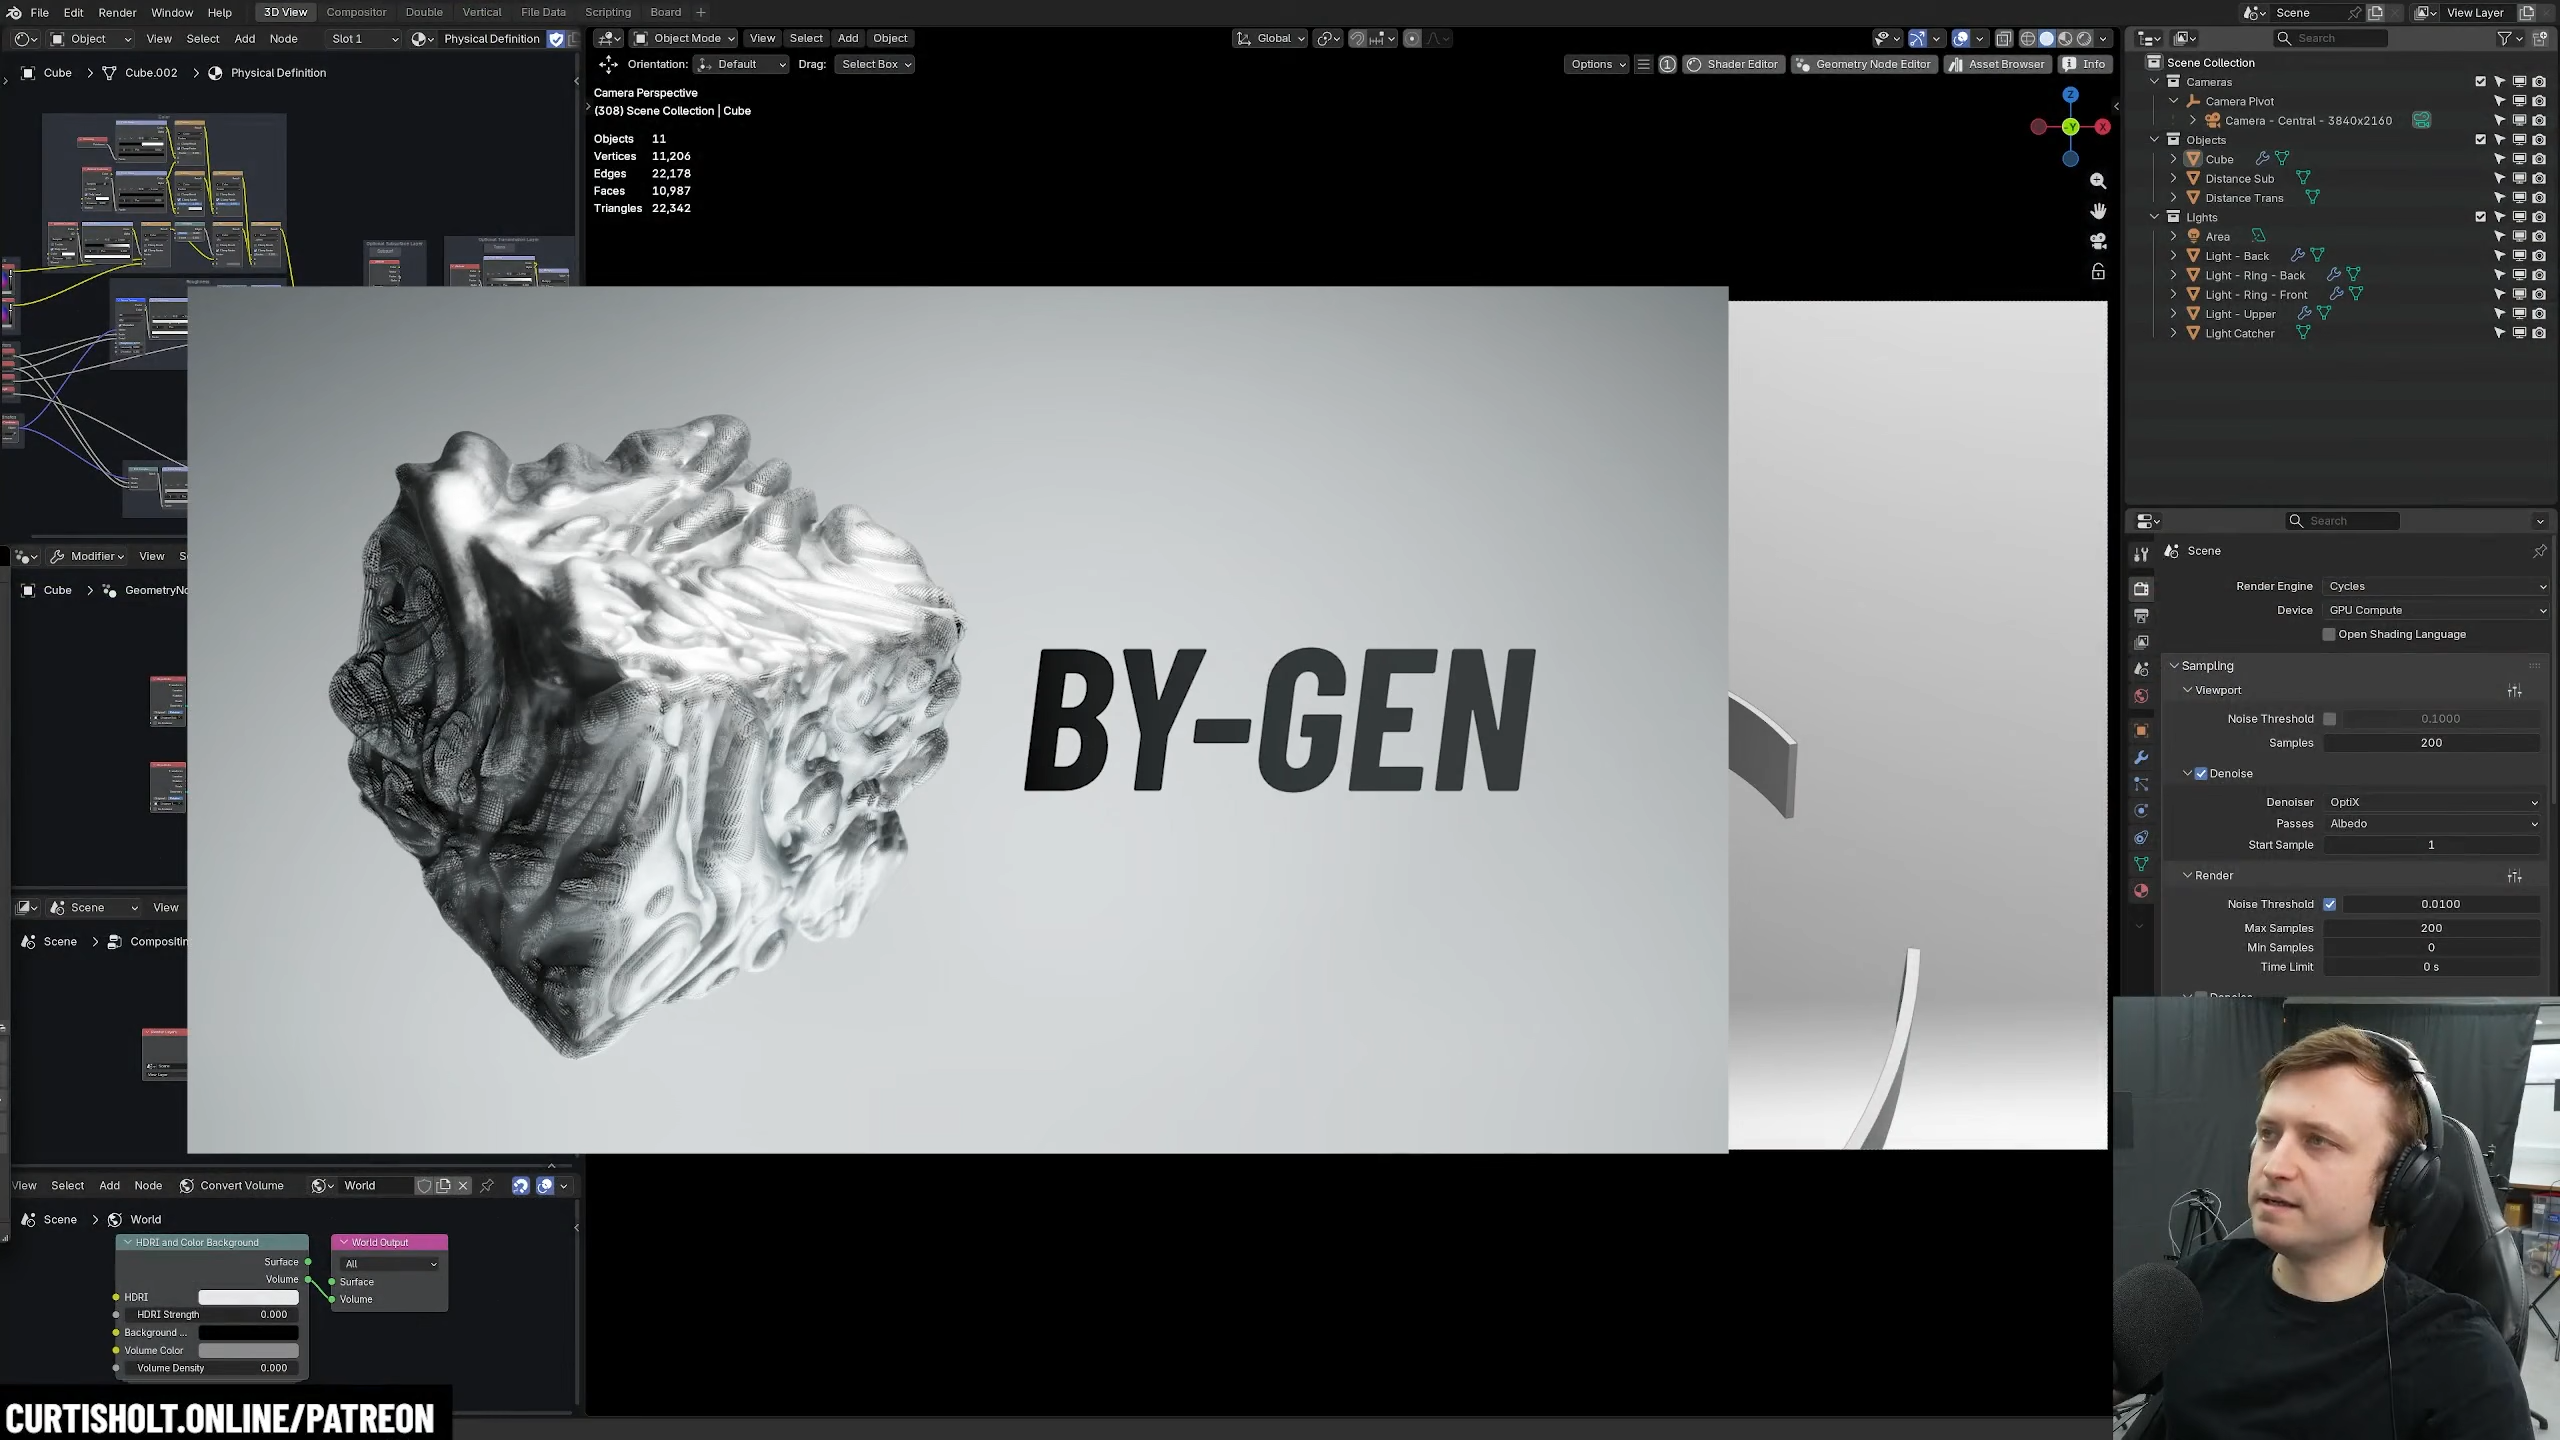 File Edit Render Window Help
3D View Compositor Double Vertical File Data Scripting Board +
Scene
View Layer
Object View Select Add Node Slot 1 Physical Definition
Cube > Cube.002 > Physical Definition
Object Mode View Select Add Object
Global
Orientation: Default Drag: Select Box
Options
Shader Editor Geometry Node Editor Asset Browser Info
Camera Perspective
(308) Scene Collection | Cube
Objects 11
Vertices 11,206
Edges 22,178
Faces 10,987
Triangles 22,342
Z
-Y
X
Search
Scene Collection
Cameras
Camera Pivot
Camera - Central - 3840x2160
Objects
Cube
Distance Sub
Distance Trans
Lights
Area
Light - Back
Light - Ring - Back
Light - Ring - Front
Light - Upper
Light Catcher
BY-GEN
Modifier View
Cube > GeometryNo
Scene View
Scene > Compositin
View Select Add Node Convert Volume World
Scene > World
HDRI and Color Background
Surface
Volume
HDRI
HDRI Strength 0.000
Background ...
Volume Color
Volume Density 0.000
World Output
All
Surface
Volume
Search
Scene
Render Engine Cycles
Device GPU Compute
Open Shading Language
Sampling
Viewport
Noise Threshold 0.1000
Samples 200
Denoise
Denoiser OptiX
Passes Albedo
Start Sample 1
Render
Noise Threshold 0.0100
Max Samples 200
Min Samples 0
Time Limit 0 s
CURTISHOLT.ONLINE/PATREON